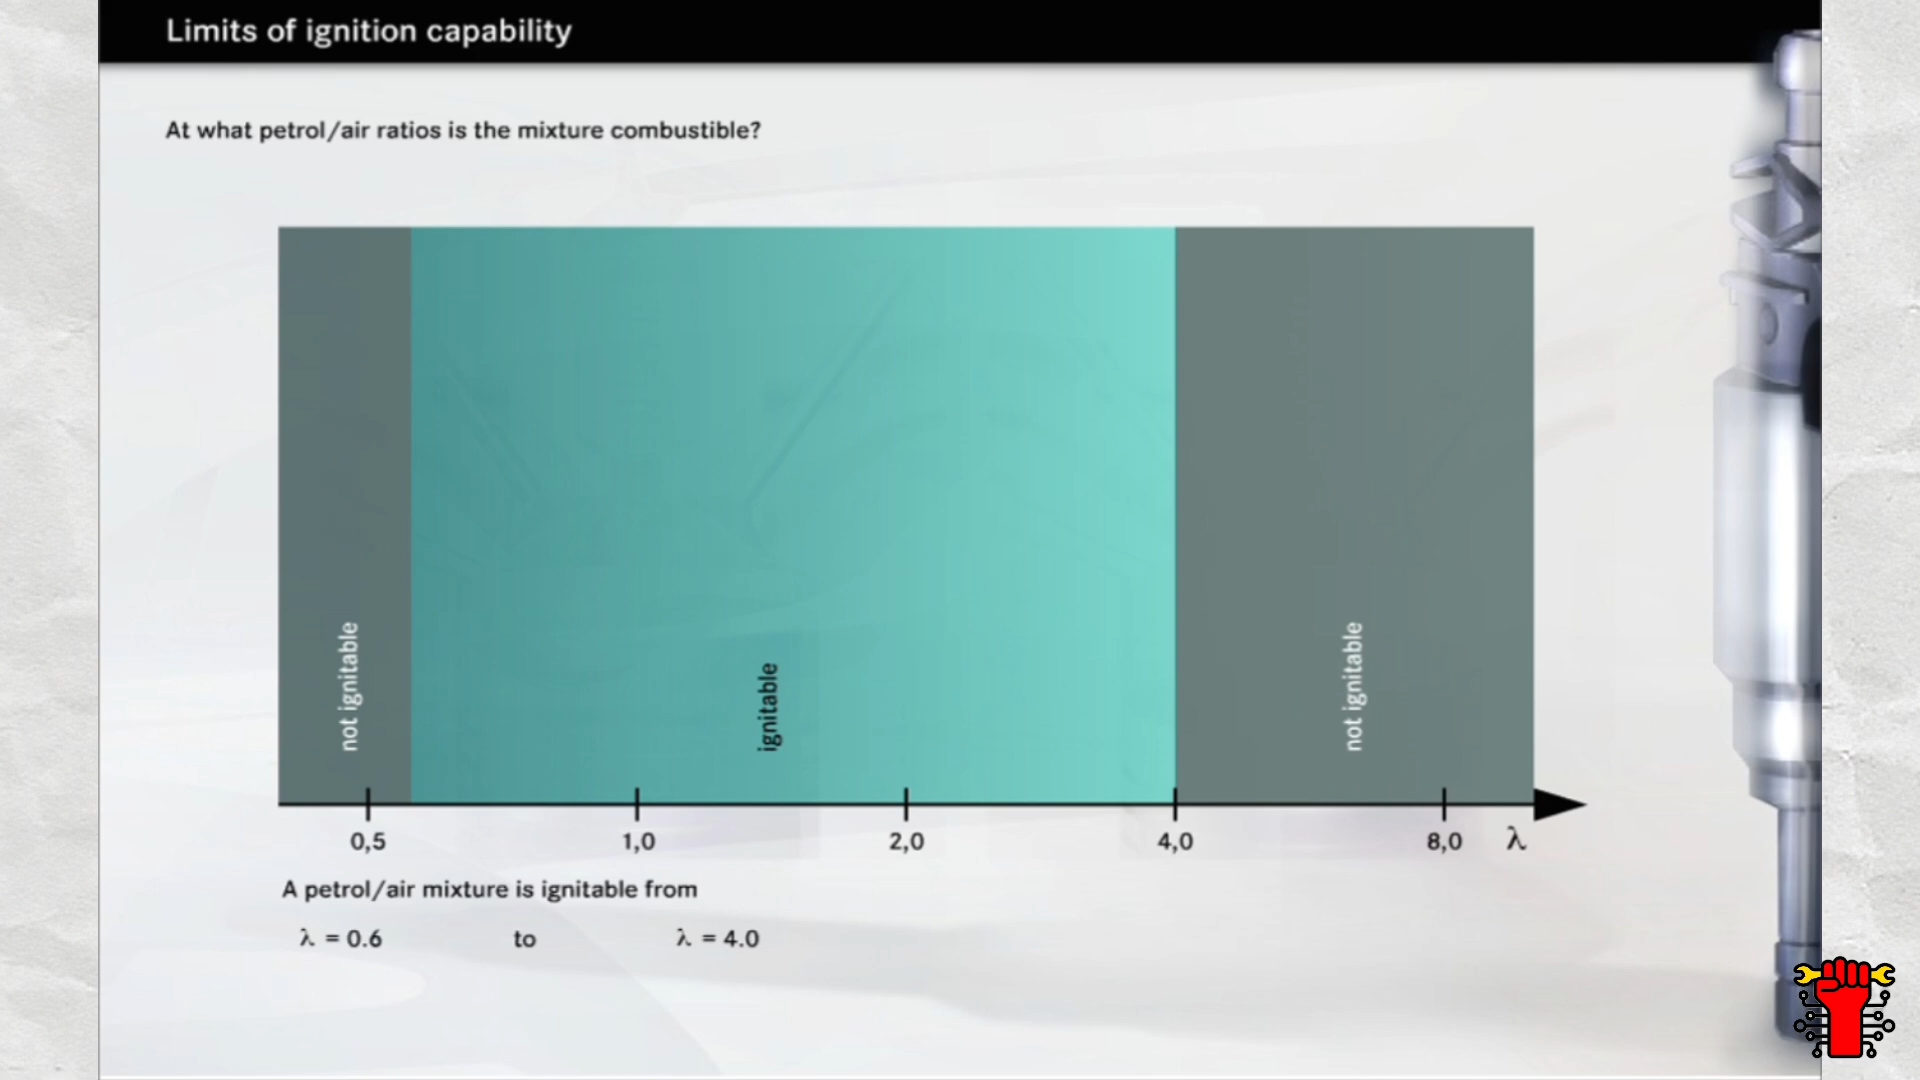 Limits of ignition capability
At what petrol/air ratios is the mixture combustible?
not ignitable
ignitable
not ignitable
0,5 1,0 2,0 4,0 8,0 λ
A petrol/air mixture is ignitable from
λ = 0.6 to λ = 4.0